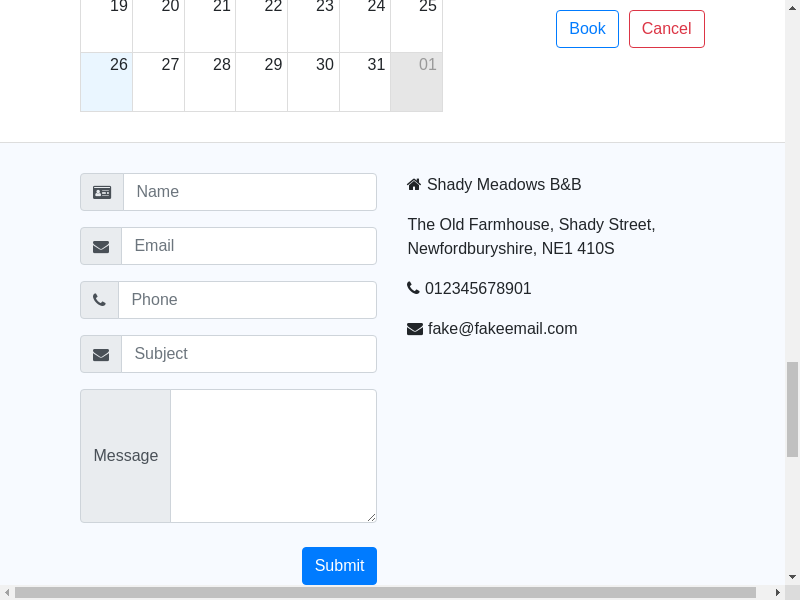 19 20 21 22 23 24 25
Book Cancel
26 27 28 29 30 31 01
Name
Email
Phone
Subject
Message
Submit
Shady Meadows B&B
The Old Farmhouse, Shady Street,
Newfordburyshire, NE1 410S
012345678901
fake@fakeemail.com